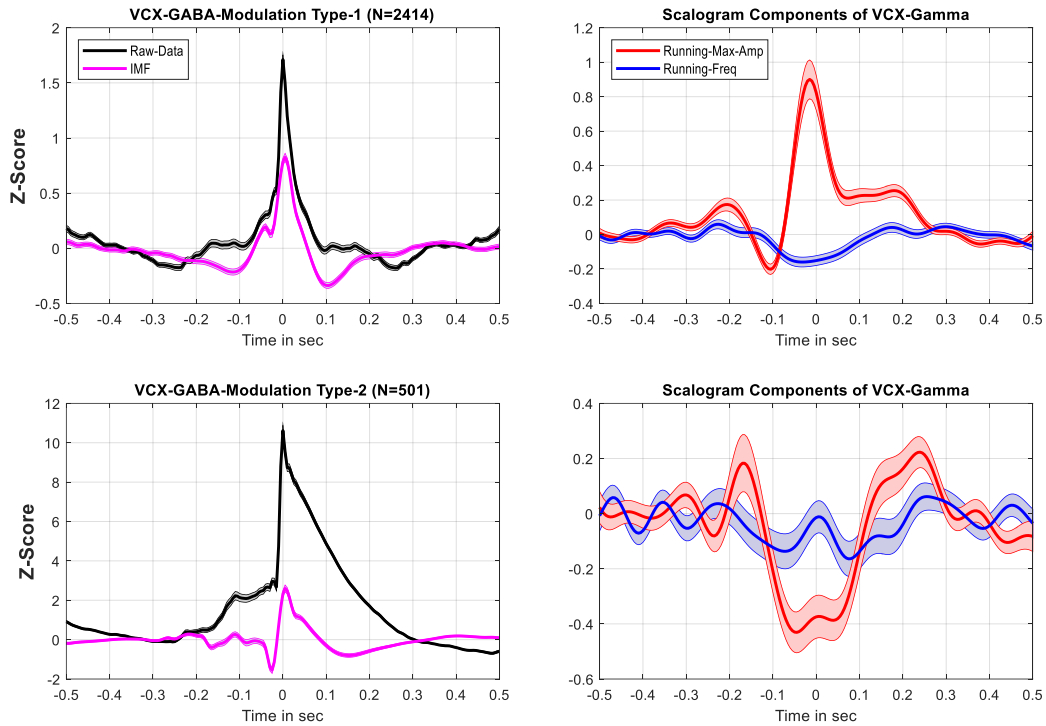 VCX-GABA-Modulation Type-1 (N=2414)
Z-Score
2
1.5
1
0.5
0
-0.5
Raw-Data
IMF
-0.5 -0.4 -0.3 -0.2 -0.1 0 0.1 0.2 0.3 0.4 0.5
Time in sec
Scalogram Components of VCX-Gamma
1.2
1
0.8
0.6
0.4
0.2
0
-0.2
-0.4
Running-Max-Amp
Running-Freq
-0.5 -0.4 -0.3 -0.2 -0.1 0 0.1 0.2 0.3 0.4 0.5
Time in sec
VCX-GABA-Modulation Type-2 (N=501)
Z-Score
12
10
8
6
4
2
0
-2
-0.5 -0.4 -0.3 -0.2 -0.1 0 0.1 0.2 0.3 0.4 0.5
Time in sec
Scalogram Components of VCX-Gamma
0.4
0.2
0
-0.2
-0.4
-0.6
-0.5 -0.4 -0.3 -0.2 -0.1 0 0.1 0.2 0.3 0.4 0.5
Time in sec